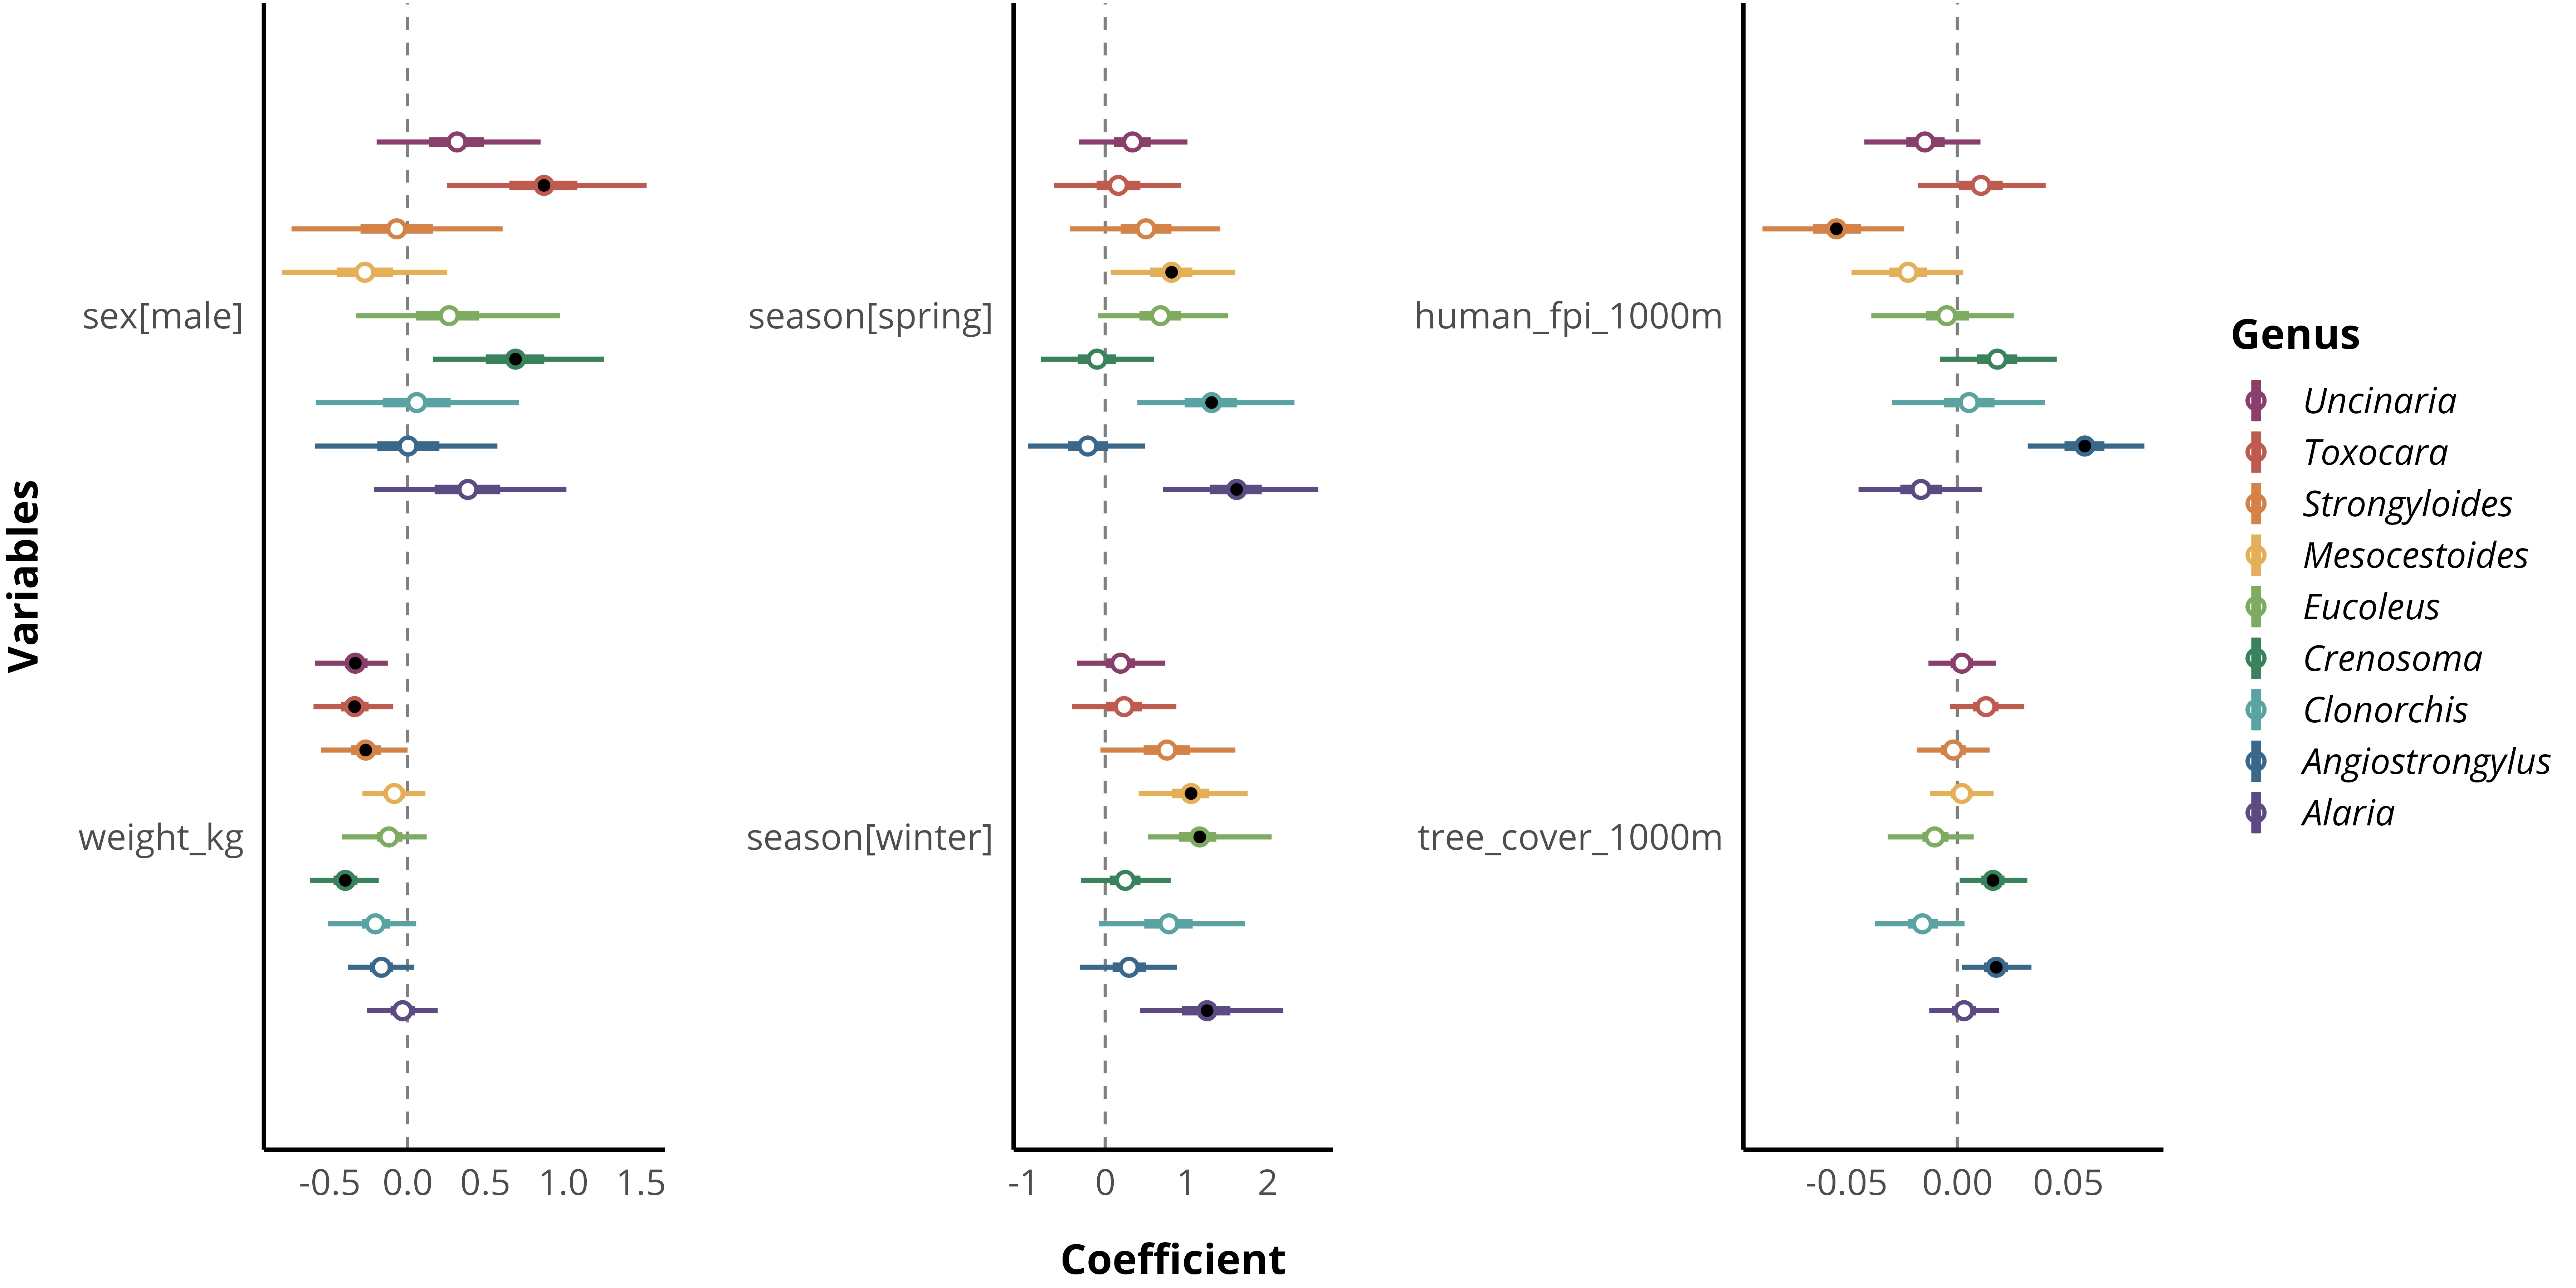 Variables
sex[male]
weight_kg
-0.5 0.0 0.5 1.0 1.5
season[spring]
season[winter]
-1 0 1 2
human_fpi_1000m
tree_cover_1000m
-0.05 0.00 0.05
Coefficient
Genus
Uncinaria
Toxocara
Strongyloides
Mesocestoides
Eucoleus
Crenosoma
Clonorchis
Angiostrongylus
Alaria